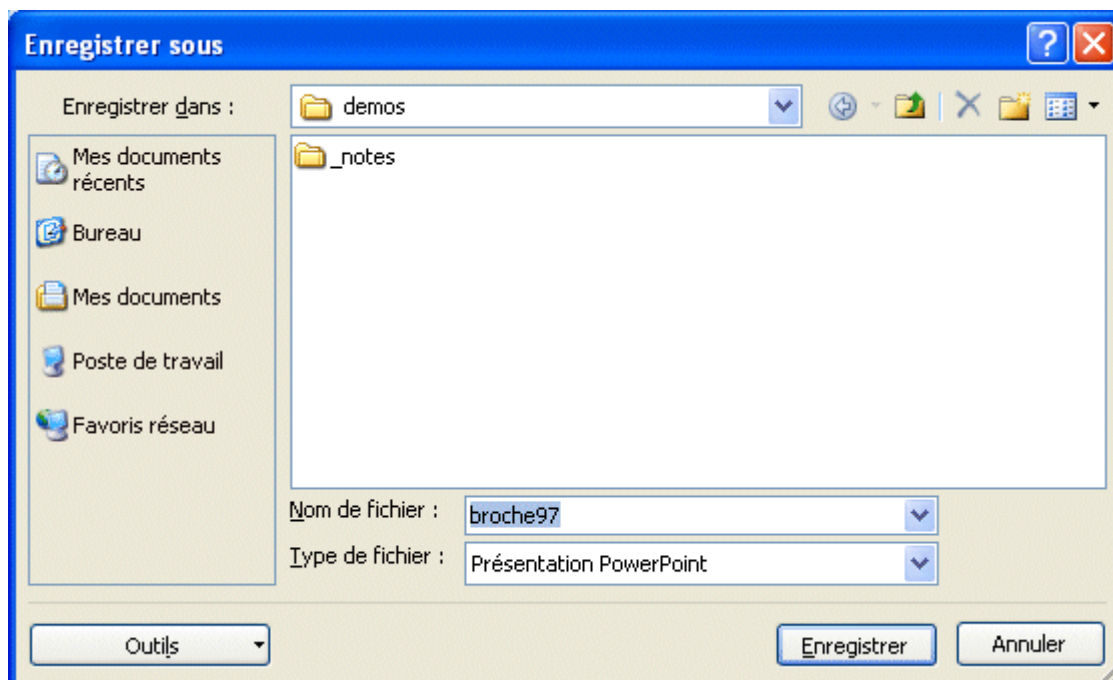 Enregistrer sous
Enregistrer dans :
demos
Mes documents
récents
Bureau
Mes documents
Poste de travail
Favoris réseau
_notes
Nom de fichier :
broche97
Type de fichier :
Présentation PowerPoint
Outils
Enregistrer
Annuler